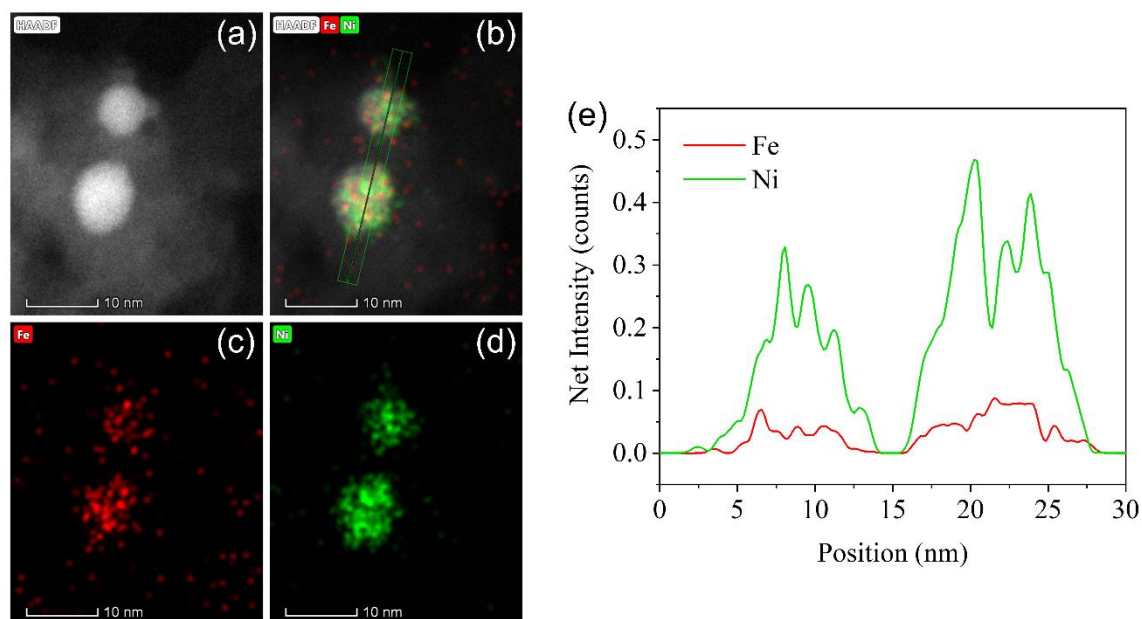 HAADF
(a)
10 nm
HAADF Fe Ni
(b)
10 nm
Fe
(c)
10 nm
Ni
(d)
10 nm
(e)
Fe
Ni
Net Intensity (counts)
0.5
0.4
0.3
0.2
0.1
0.0
0 5 10 15 20 25 30
Position (nm)